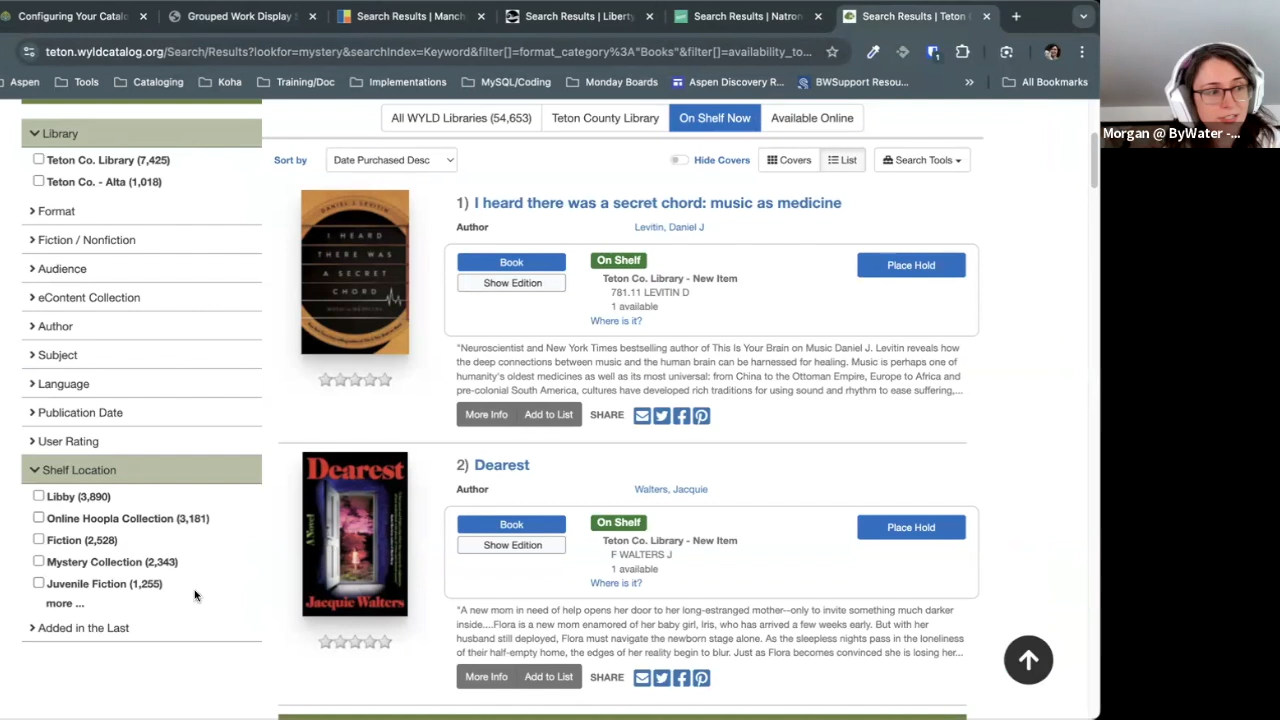 Configuring Your Catal
Grouped Work Display S
Search Results | Manch
Search Results | Liberty
Search Results | Natron
Search Results | Teton C
teton.wyldcatalog.org/Search/Results?lookfor=mystery&searchIndex=Keyword&filter[]=format_category%3A"Books"&filter[]=availability_to...
Aspen
Tools
Cataloging
Koha
Training/Doc
Implementations
MySQL/Coding
Monday Boards
Aspen Discovery R...
BWSupport Resou...
»
All Bookmarks
Morgan @ ByWater -...
All WYLD Libraries (54,653)
Teton County Library
On Shelf Now
Available Online
Library
Teton Co. Library (7,425)
Teton Co. - Alta (1,018)
Format
Fiction / Nonfiction
Audience
eContent Collection
Author
Subject
Language
Publication Date
User Rating
Shelf Location
Libby (3,890)
Online Hoopla Collection (3,181)
Fiction (2,528)
Mystery Collection (2,343)
Juvenile Fiction (1,255)
more ...
Added in the Last
Sort by
Date Purchased Desc
Hide Covers
Covers
List
Search Tools
DANIEL J. LEVITIN
I HEARD
THERE WAS
A SECRET
CHORD
1) I heard there was a secret chord: music as medicine
Author
Levitin, Daniel J
Book
Show Edition
On Shelf
Teton Co. Library - New Item
781.11 LEVITIN D
1 available
Where is it?
Place Hold
"Neuroscientist and New York Times bestselling author of This Is Your Brain on Music Daniel J. Levitin reveals how
the deep connections between music and the human brain can be harnessed for healing. Music is perhaps one of
humanity's oldest medicines as well as its most universal: from China to the Ottoman Empire, Europe to Africa and
pre-colonial South America, cultures have developed rich traditions for using sound and rhythm to ease suffering,...
More Info
Add to List
SHARE
Dearest
A Novel
Jacquie Walters
2) Dearest
Author
Walters, Jacquie
Book
Show Edition
On Shelf
Teton Co. Library - New Item
F WALTERS J
1 available
Where is it?
Place Hold
"A new mom in need of help opens her door to her long-estranged mother--only to invite something much darker
inside....Flora is a new mom enamored of her baby girl, Iris, who has arrived a few weeks early. But with her
husband still deployed, Flora must navigate the newborn stage alone. As the sleepless nights pass in the loneliness
of their half-empty home, the edges of her reality begin to blur. Just as Flora becomes convinced she is losing her...
More Info
Add to List
SHARE